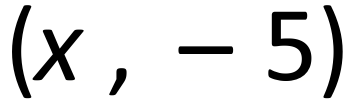 (x , − 5)